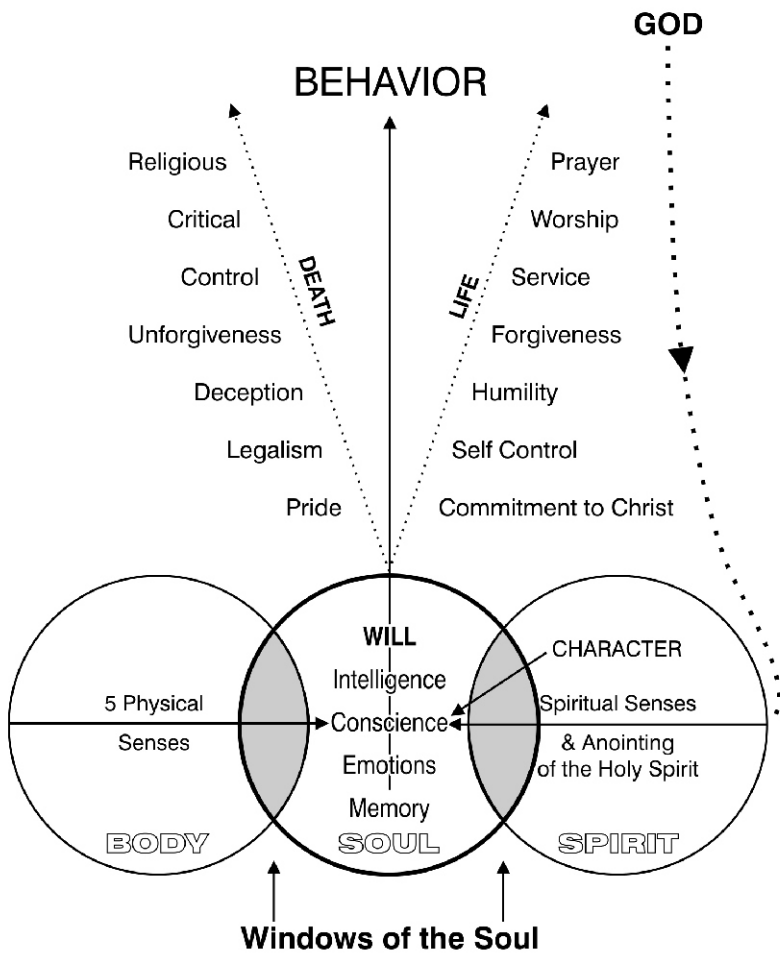 GOD
BEHAVIOR
Religious
Prayer
Critical
Worship
Control
DEATH
LIFE
Service
Unforgiveness
Forgiveness
Deception
Humility
Legalism
Self Control
Pride
Commitment to Christ
WILL
CHARACTER
Intelligence
5 Physical
Senses
Conscience
Spiritual Senses
& Anointing
of the Holy Spirit
Emotions
Memory
BODY
SOUL
SPIRIT
Windows of the Soul